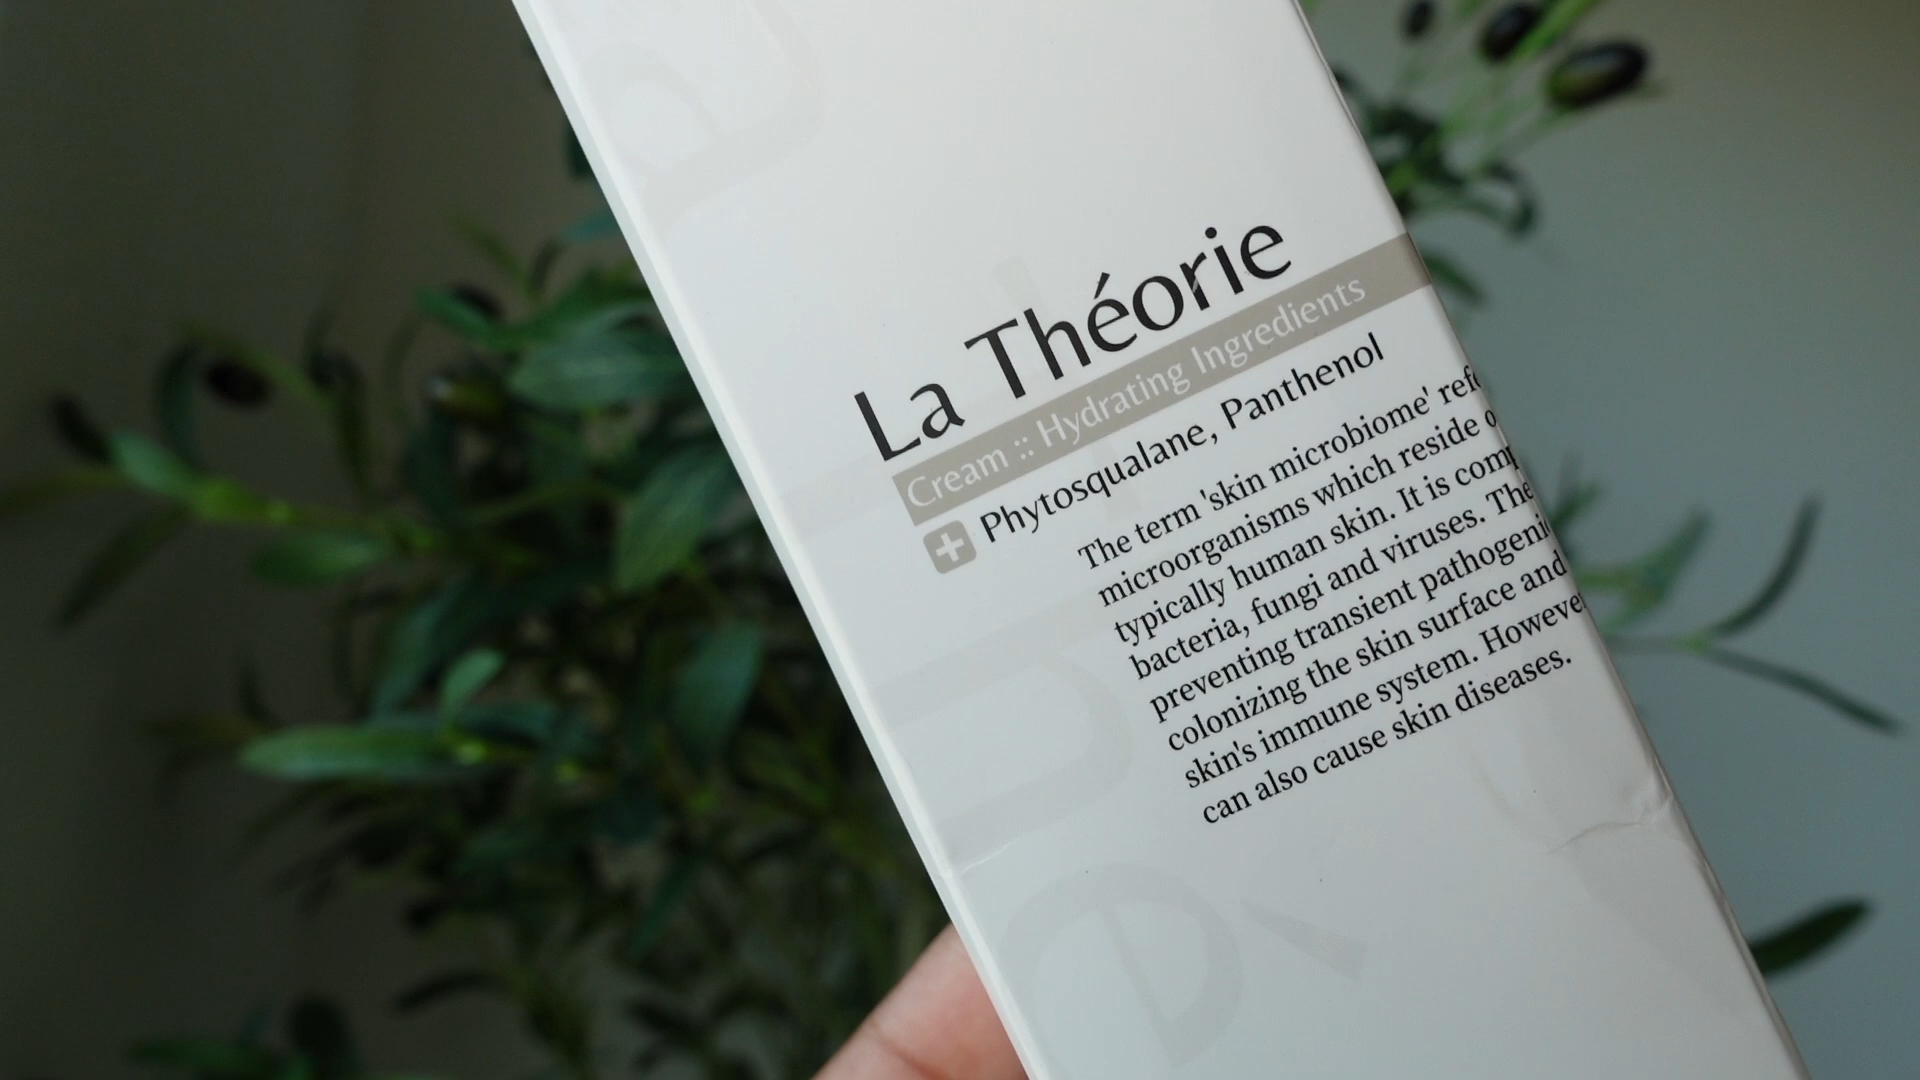 La Théorie
Cream :: Hydrating Ingredients
Phytosqualane, Panthenol
The term 'skin microbiome'
microorganisms which reside
typically human skin. It is
bacteria, fungi and viruses. The
preventing transient pathogenic
colonizing the skin surface and
skin's immune system. However
can also cause skin diseases.